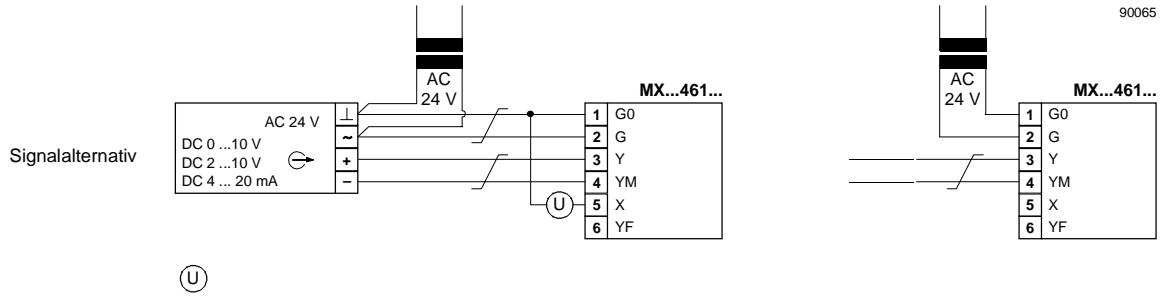 90065
AC
24 V
AC
24 V
MX...461...
MX...461...
Signalalternativ
AC 24 V
DC 0 ...10 V
DC 2 ...10 V
DC 4 ... 20 mA
⊥
~
+
–
1 G0
2 G
3 Y
4 YM
5 X
6 YF
U
1 G0
2 G
3 Y
4 YM
5 X
6 YF
U